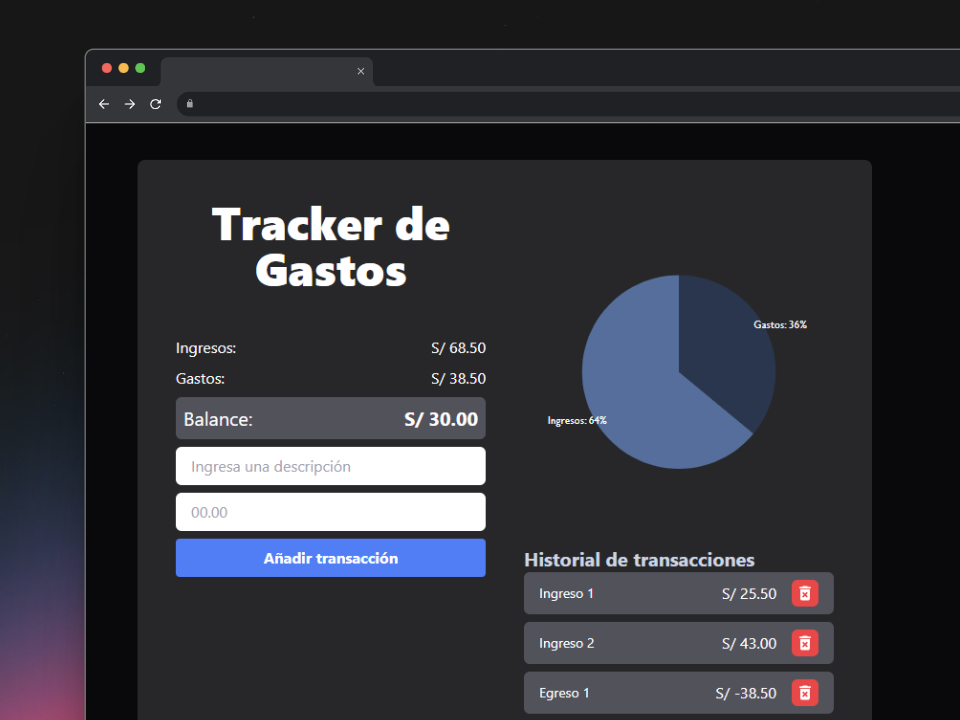 Tracker de
Gastos
Ingresos: S/ 68.50
Gastos: S/ 38.50
Balance: S/ 30.00
Ingresa una descripción
00.00
Añadir transacción
Gastos: 36%
Ingresos: 64%
Historial de transacciones
Ingreso 1 S/ 25.50
Ingreso 2 S/ 43.00
Egreso 1 S/ -38.50